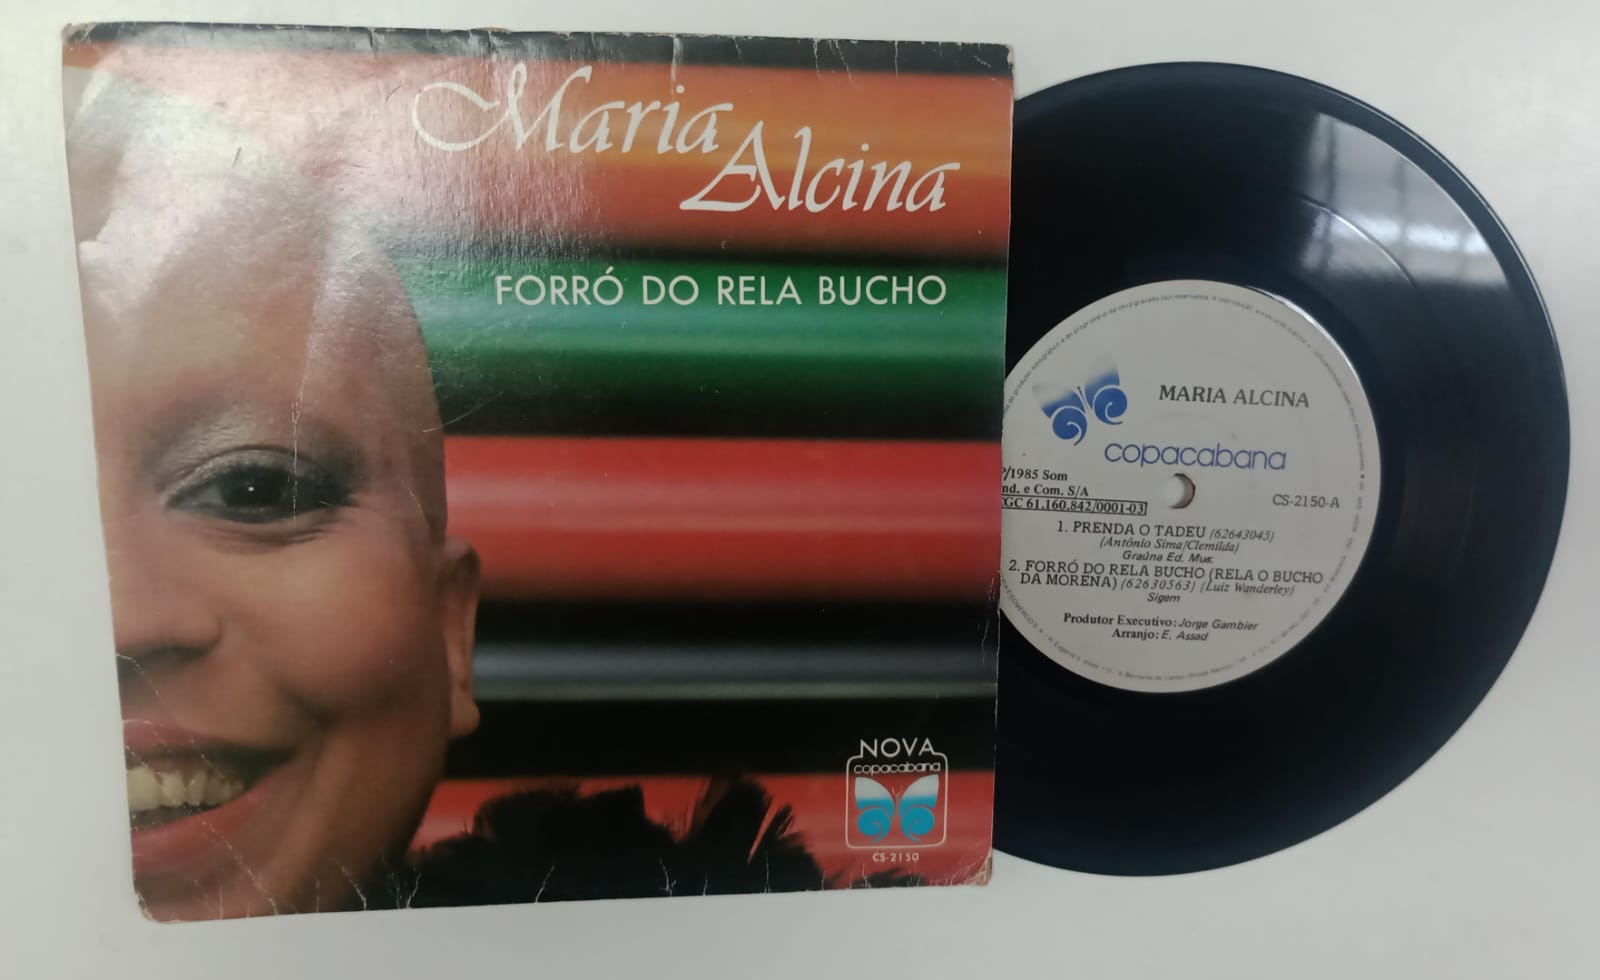 Maria
Alcina
FORRÓ DO RELA BUCHO
NOVA
copacabana
CS-2150
MARIA ALCINA
copacabana
P/1985 Som
nd. e Com. S/A
CGC 61.160.842/0001-03
CS-2150-A
1. PRENDA O TADEU (62643045)
(Antônio Sima/Clemilda)
Graúna Ed. Mus.
2. FORRÓ DO RELA BUCHO (RELA O BUCHO
DA MORENA) (62630563) (Luiz Wanderley)
Sigem
Produtor Executivo: Jorge Gambier
Arranjo: E. Assad